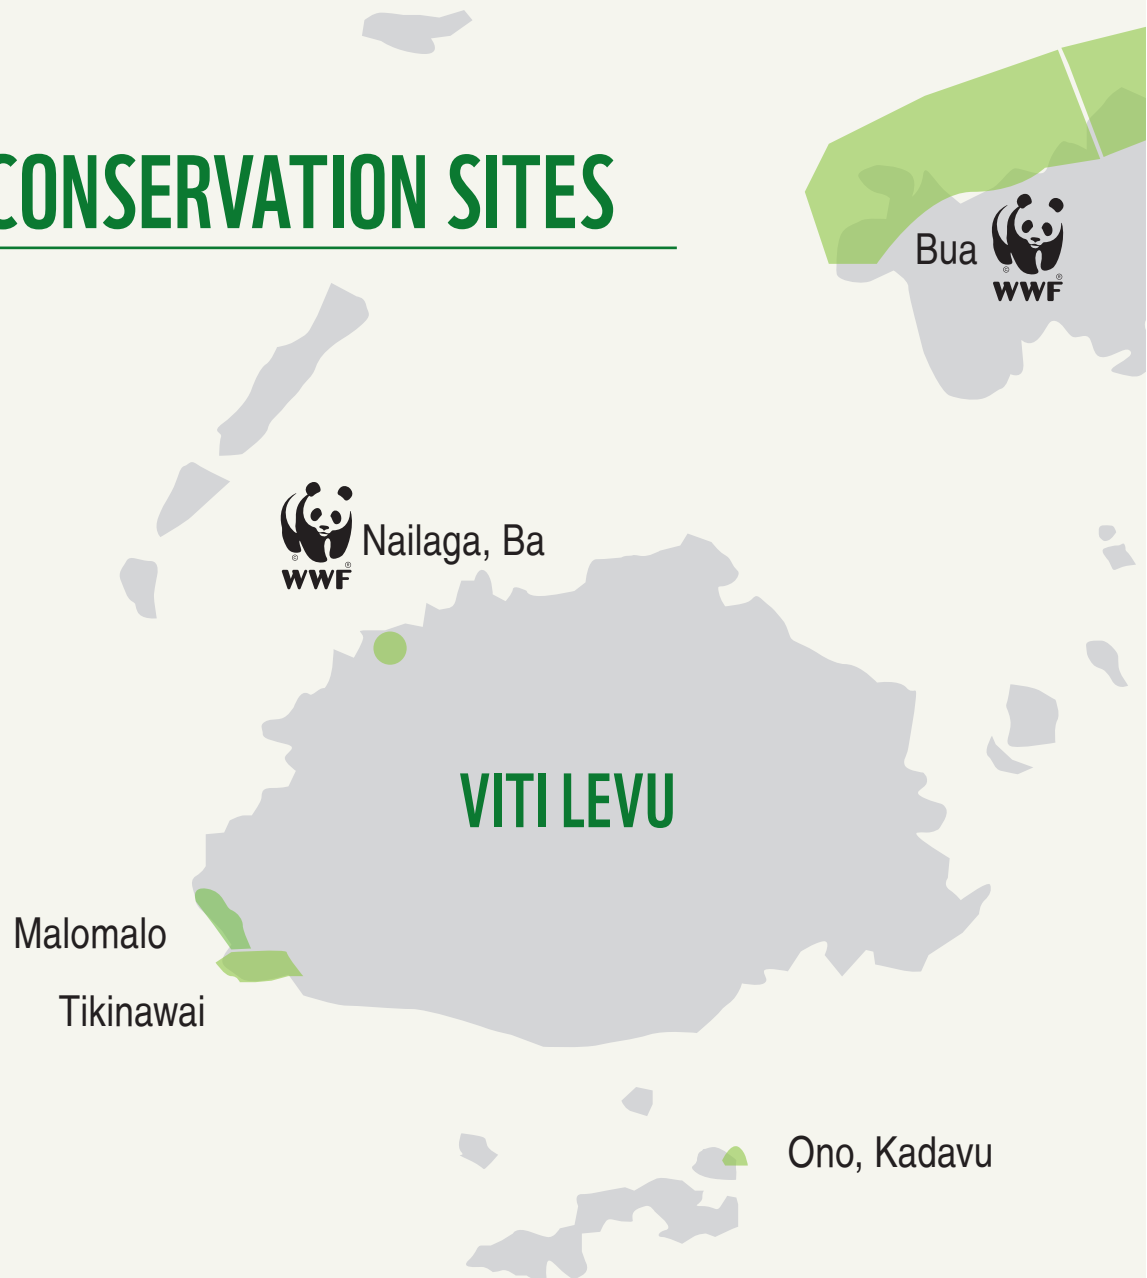 CONSERVATION SITES
Bua
© ®
WWF
Nailaga, Ba
© ®
WWF
VITI LEVU
Malomalo
Tikinawai
Ono, Kadavu